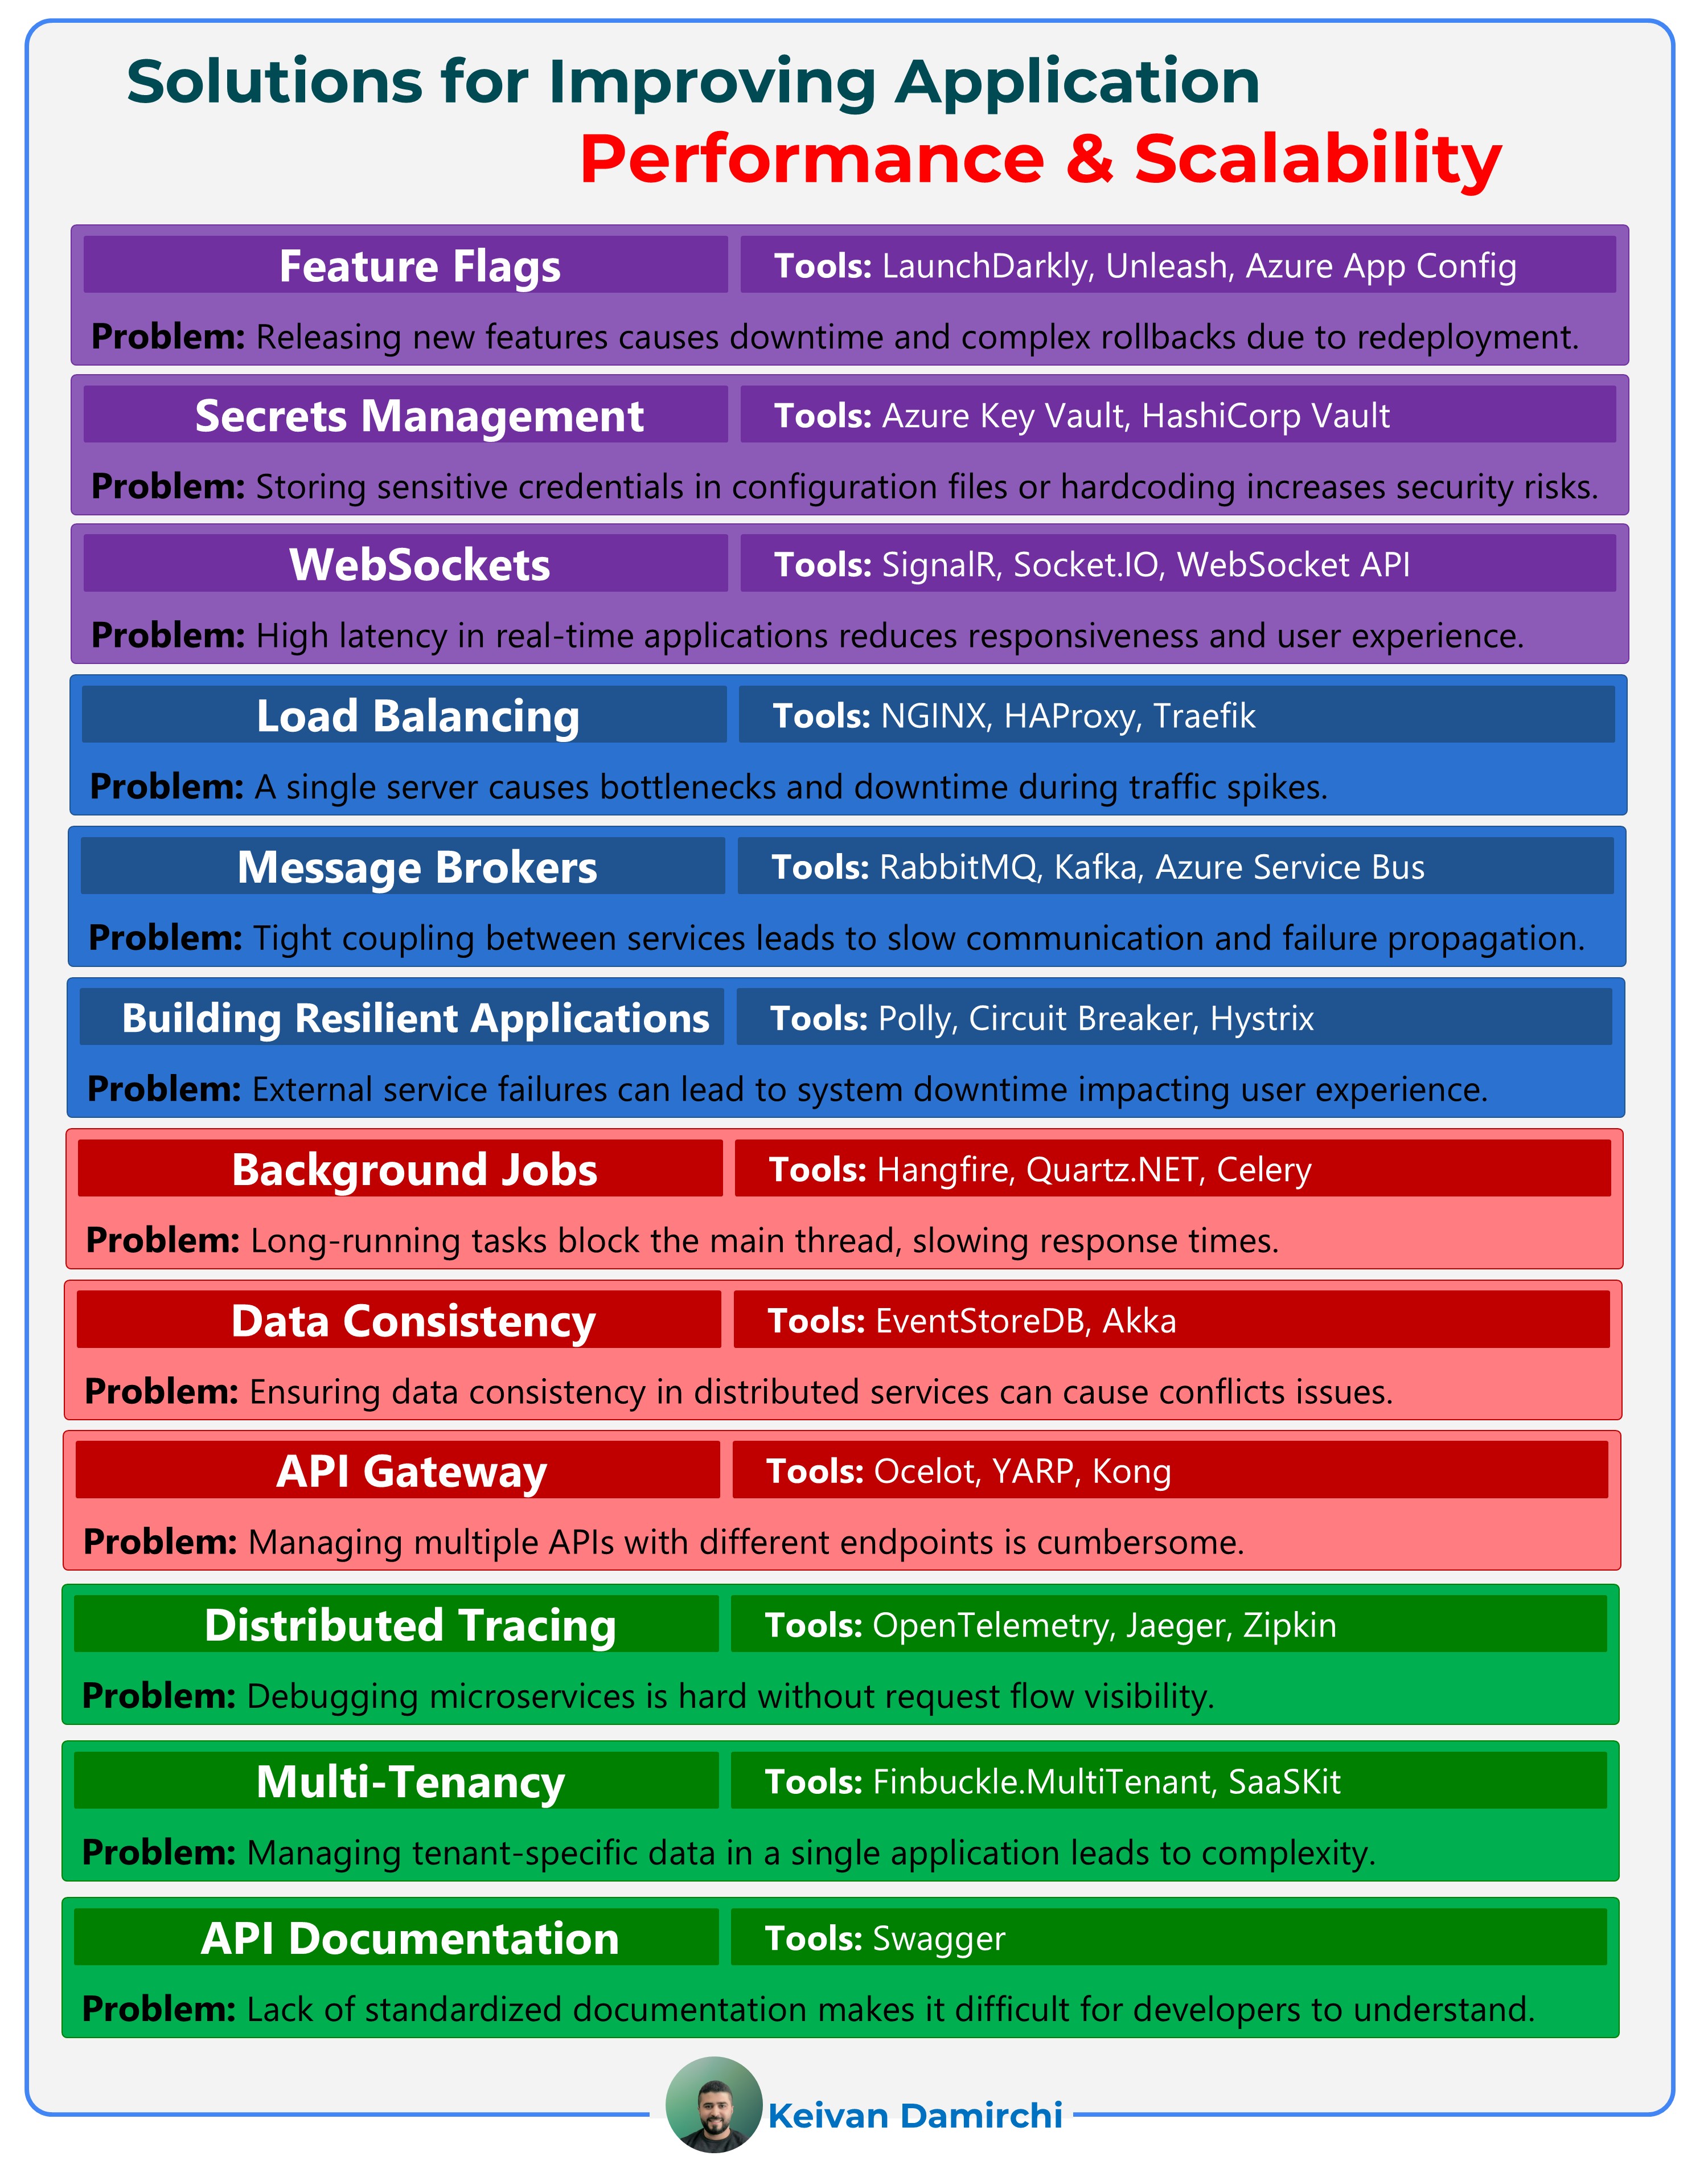 Solutions for Improving Application
Performance & Scalability
Feature Flags
Tools: LaunchDarkly, Unleash, Azure App Config
Problem: Releasing new features causes downtime and complex rollbacks due to redeployment.
Secrets Management
Tools: Azure Key Vault, HashiCorp Vault
Problem: Storing sensitive credentials in configuration files or hardcoding increases security risks.
WebSockets
Tools: SignalR, Socket.IO, WebSocket API
Problem: High latency in real-time applications reduces responsiveness and user experience.
Load Balancing
Tools: NGINX, HAProxy, Traefik
Problem: A single server causes bottlenecks and downtime during traffic spikes.
Message Brokers
Tools: RabbitMQ, Kafka, Azure Service Bus
Problem: Tight coupling between services leads to slow communication and failure propagation.
Building Resilient Applications
Tools: Polly, Circuit Breaker, Hystrix
Problem: External service failures can lead to system downtime impacting user experience.
Background Jobs
Tools: Hangfire, Quartz.NET, Celery
Problem: Long-running tasks block the main thread, slowing response times.
Data Consistency
Tools: EventStoreDB, Akka
Problem: Ensuring data consistency in distributed services can cause conflicts issues.
API Gateway
Tools: Ocelot, YARP, Kong
Problem: Managing multiple APIs with different endpoints is cumbersome.
Distributed Tracing
Tools: OpenTelemetry, Jaeger, Zipkin
Problem: Debugging microservices is hard without request flow visibility.
Multi-Tenancy
Tools: Finbuckle.MultiTenant, SaaSKit
Problem: Managing tenant-specific data in a single application leads to complexity.
API Documentation
Tools: Swagger
Problem: Lack of standardized documentation makes it difficult for developers to understand.
Keivan Damirchi